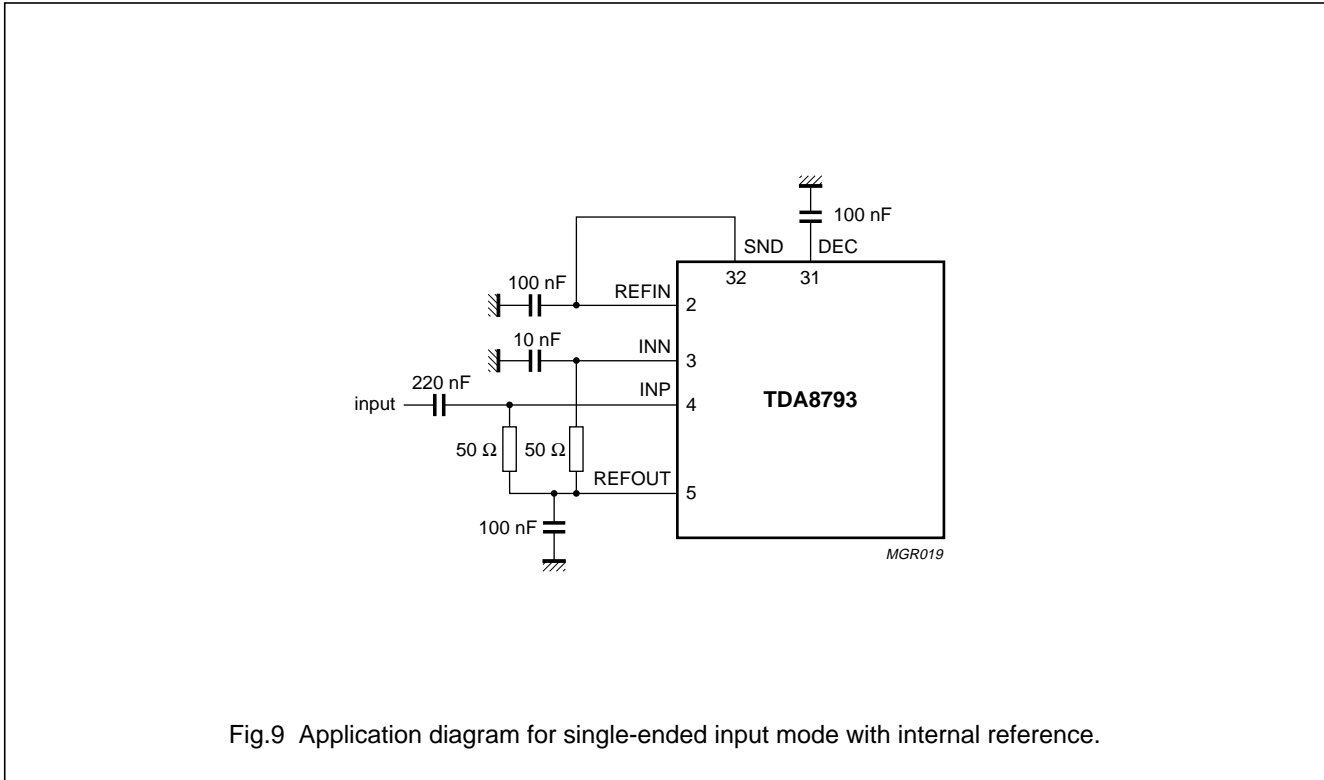 100 nF
SND DEC
32 31
100 nF
REFIN
2
10 nF
INN
3
220 nF
INP
input
4
TDA8793
50 Ω 50 Ω
REFOUT
5
100 nF
MGR019
Fig.9 Application diagram for single-ended input mode with internal reference.